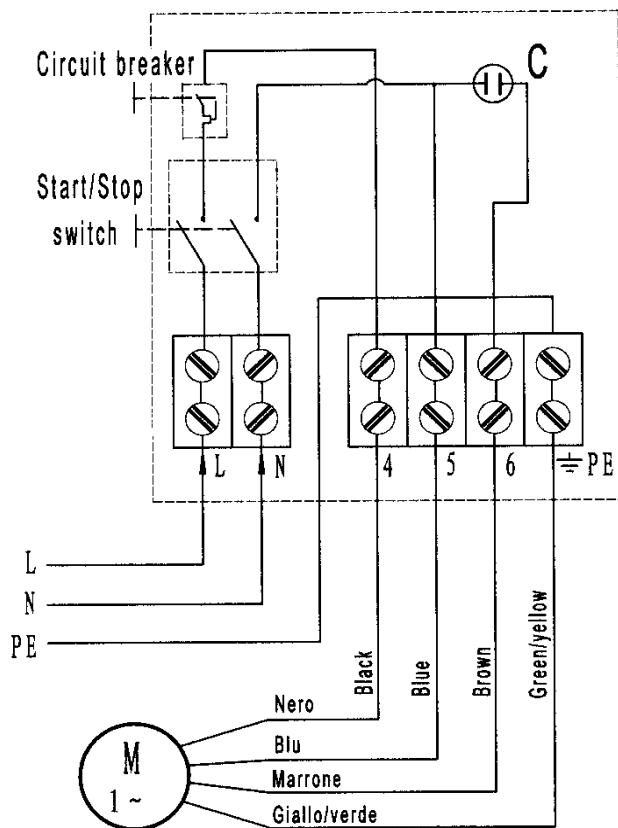 Circuit breaker
C
Start/Stop
switch
L
N
4
5
6
PE
L
N
PE
Black
Blue
Brown
Green/yellow
Nero
Blu
Marrone
Giallo/verde
M
1 ~